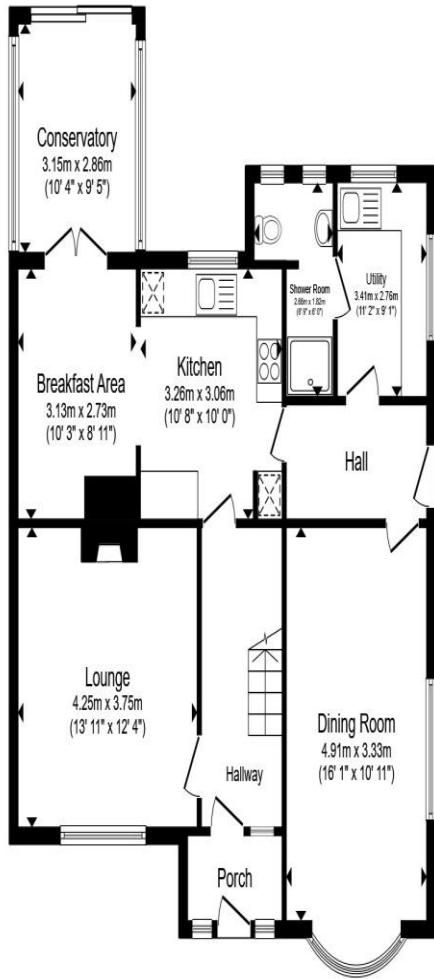 Conservatory
3.15m x 2.86m
(10' 4" x 9' 5")
Shower Room
2.66m x 1.82m
(8' 9" x 6' 0")
Utility
3.41m x 2.76m
(11' 2" x 9' 1")
Breakfast Area
3.13m x 2.73m
(10' 3" x 8' 11")
Kitchen
3.26m x 3.06m
(10' 8" x 10' 0")
Hall
Lounge
4.25m x 3.75m
(13' 11" x 12' 4")
Hallway
Dining Room
4.91m x 3.33m
(16' 1" x 10' 11")
Porch